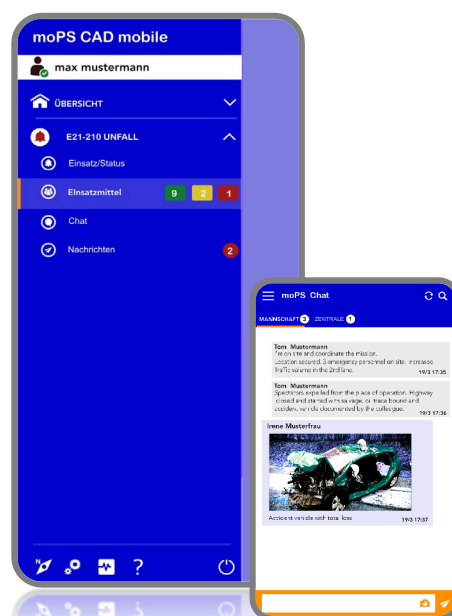 moPS CAD mobile
max mustermann
ÜBERSICHT
E21-210 UNFALL
Einsatz/Status
EInsatzmittel 9 2 1
Chat
Nachrichten 2
N
?
moPS Chat
MANNSCHAFT 3 ZENTRALE 1
Tom Mustermann
I'm on site and coordinate the mission.
Location secured. 3 emergency personnel on site. Increased
Traffic volume in the 2nd lane.
19/3 17:35
Tom Mustermann
Spectators expelled from the place of operation. Highway
closed and started with salvage. oil trace bound and
accident vehicle documented by the colleague.
19/3 17:36
Irene Musterfrau
Accident vehicle with total loss
19/3 17:37